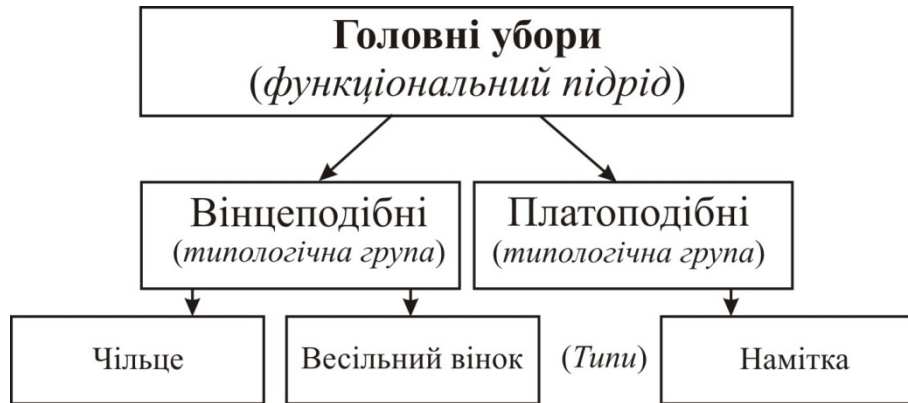 Головні убори
(функціональний підрід)
Вінцеподібні
(типологічна група)
Платоподібні
(типологічна група)
Чільце
Весільний вінок
(Типи)
Намітка